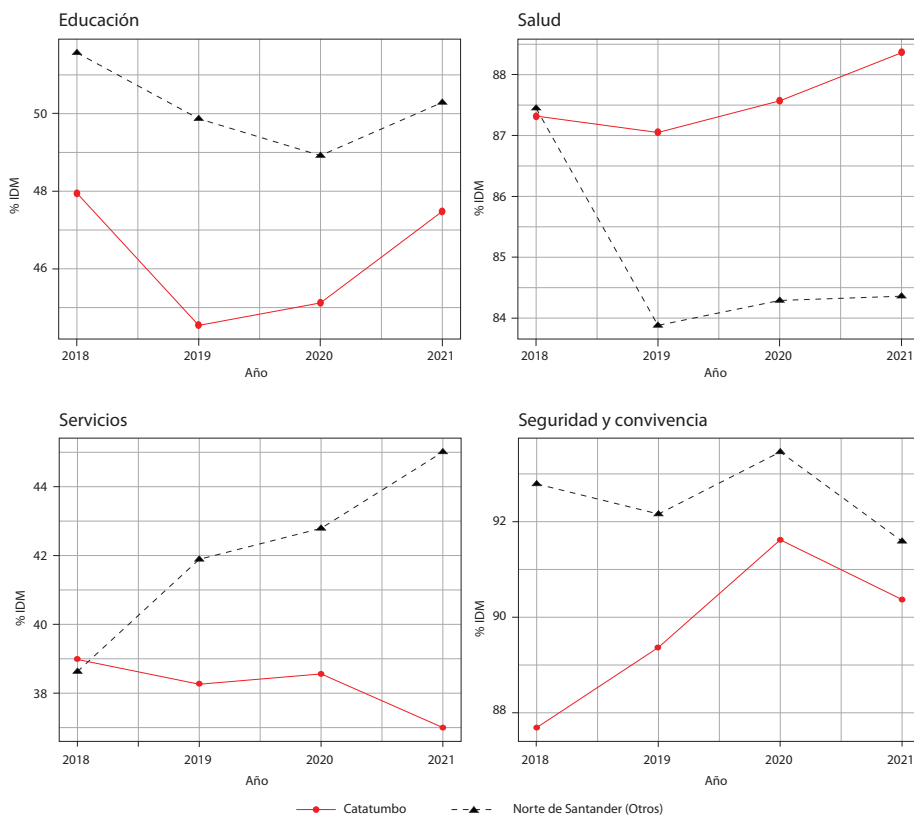 Educación
50
48
46
% IDM
2018 2019 2020 2021
Año
Salud
88
87
86
85
84
% IDM
2018 2019 2020 2021
Año
Servicios
44
42
40
38
% IDM
2018 2019 2020 2021
Año
Seguridad y convivencia
92
90
88
% IDM
2018 2019 2020 2021
Año
Catatumbo Norte de Santander (Otros)